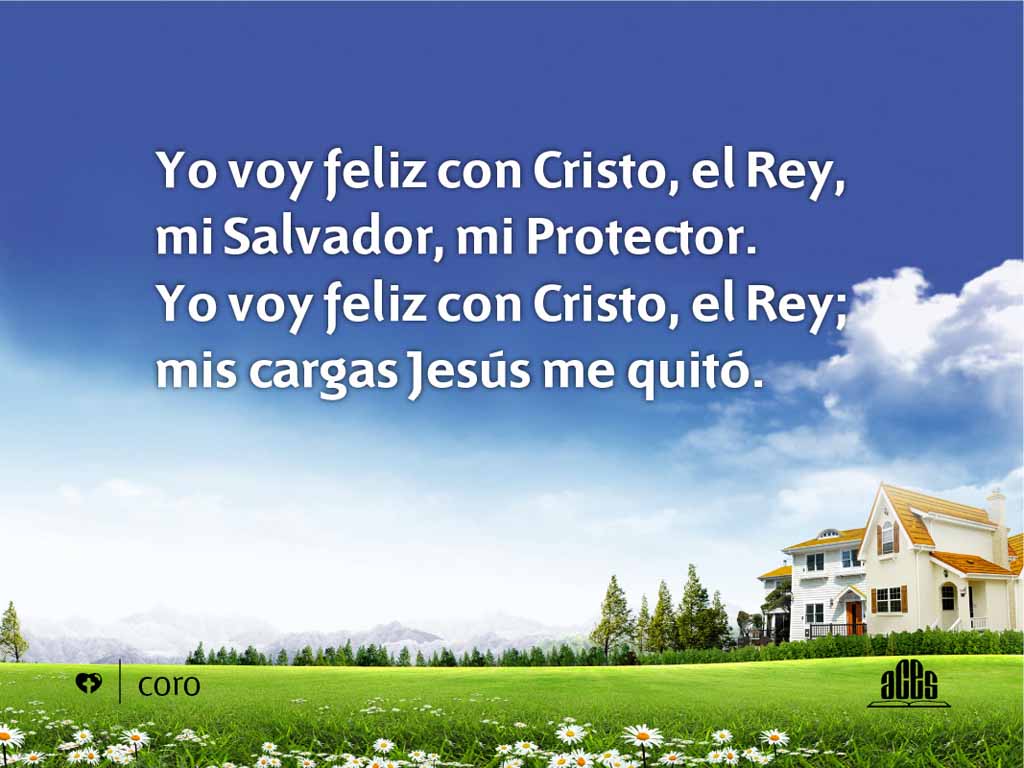 Yo voy feliz con Cristo, el Rey,
mi Salvador, mi Protector.
Yo voy feliz con Cristo, el Rey;
mis cargas Jesús me quitó.
coro
aces